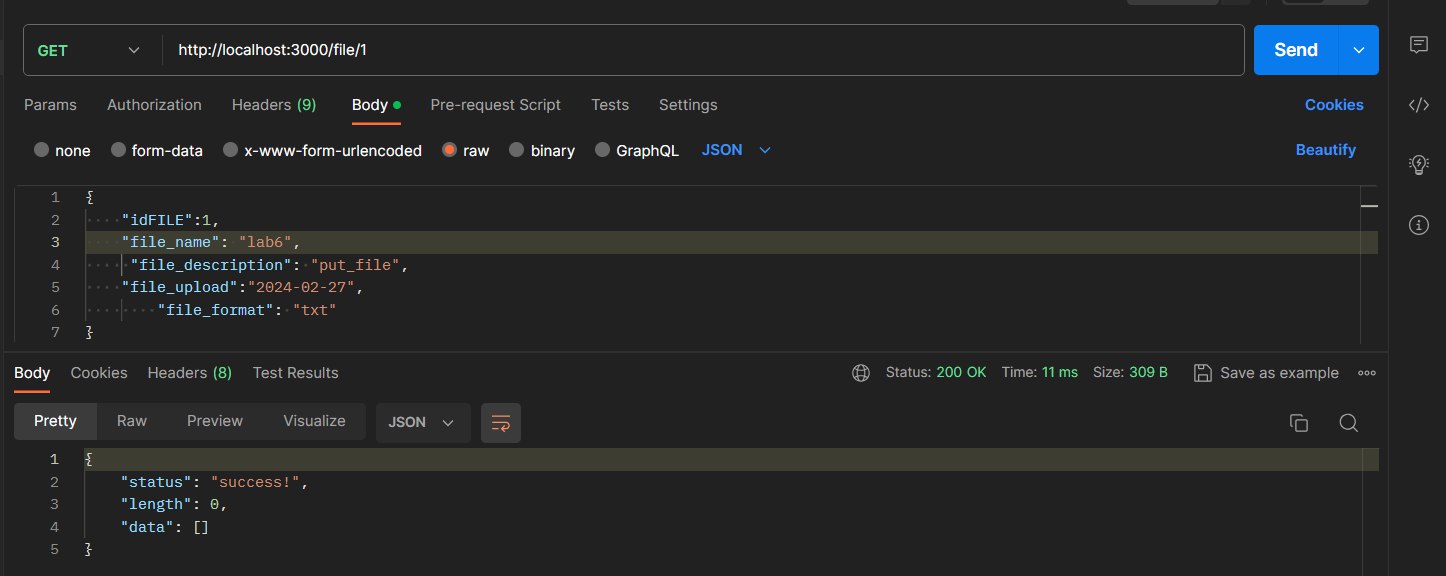 GET http://localhost:3000/file/1 Send
Params Authorization Headers (9) Body Pre-request Script Tests Settings Cookies
none form-data x-www-form-urlencoded raw binary GraphQL JSON Beautify
1 {
2 "idFILE":1,
3 "file_name": "lab6",
4 "file_description": "put_file",
5 "file_upload":"2024-02-27",
6 "file_format": "txt"
7 }
Body Cookies Headers (8) Test Results Status: 200 OK Time: 11 ms Size: 309 B Save as example
Pretty Raw Preview Visualize JSON
1 {
2 "status": "success!",
3 "length": 0,
4 "data": []
5 }